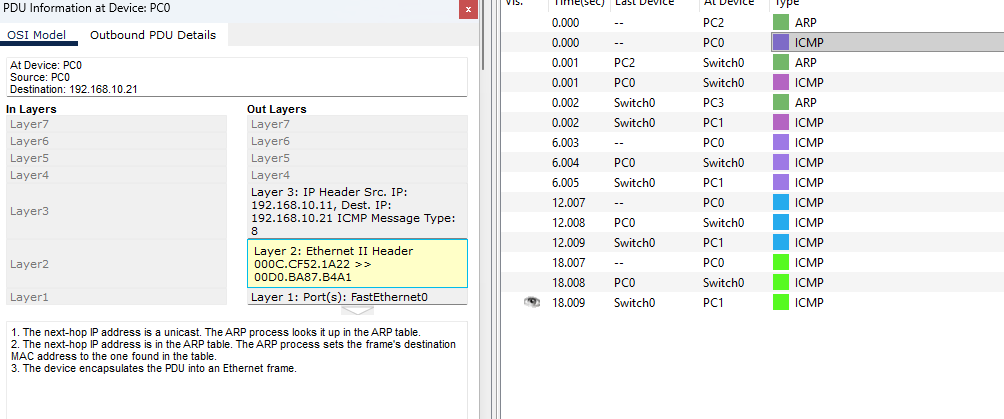 PDU Information at Device: PC0
x
OSI Model Outbound PDU Details
At Device: PC0
Source: PC0
Destination: 192.168.10.21
In Layers
Layer7
Layer6
Layer5
Layer4
Layer3
Layer2
Layer1
Out Layers
Layer7
Layer6
Layer5
Layer4
Layer 3: IP Header Src. IP:
192.168.10.11, Dest. IP:
192.168.10.21 ICMP Message Type:
8
Layer 2: Ethernet II Header
000C.CF52.1A22 >>
00D0.BA87.B4A1
Layer 1: Port(s): FastEthernet0
1. The next-hop IP address is a unicast. The ARP process looks it up in the ARP table.
2. The next-hop IP address is in the ARP table. The ARP process sets the frame's destination
MAC address to the one found in the table.
3. The device encapsulates the PDU into an Ethernet frame.
Vis. Time(sec) Last Device At Device Type
0.000 -- PC2 ARP
0.000 -- PC0 ICMP
0.001 PC2 Switch0 ARP
0.001 PC0 Switch0 ICMP
0.002 Switch0 PC3 ARP
0.002 Switch0 PC1 ICMP
6.003 -- PC0 ICMP
6.004 PC0 Switch0 ICMP
6.005 Switch0 PC1 ICMP
12.007 -- PC0 ICMP
12.008 PC0 Switch0 ICMP
12.009 Switch0 PC1 ICMP
18.007 -- PC0 ICMP
18.008 PC0 Switch0 ICMP
18.009 Switch0 PC1 ICMP